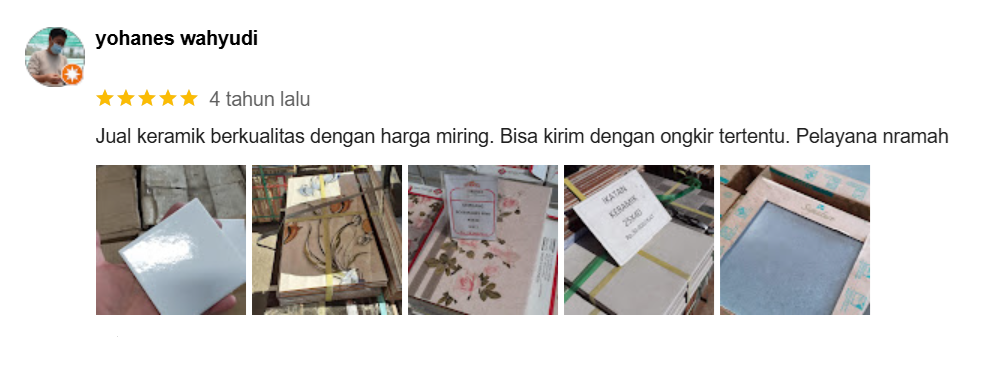 yohanes wahyudi
4 tahun lalu
Jual keramik berkualitas dengan harga miring. Bisa kirim dengan ongkir tertentu. Pelayana nramah
IKATAN
KERAMIK
25X40